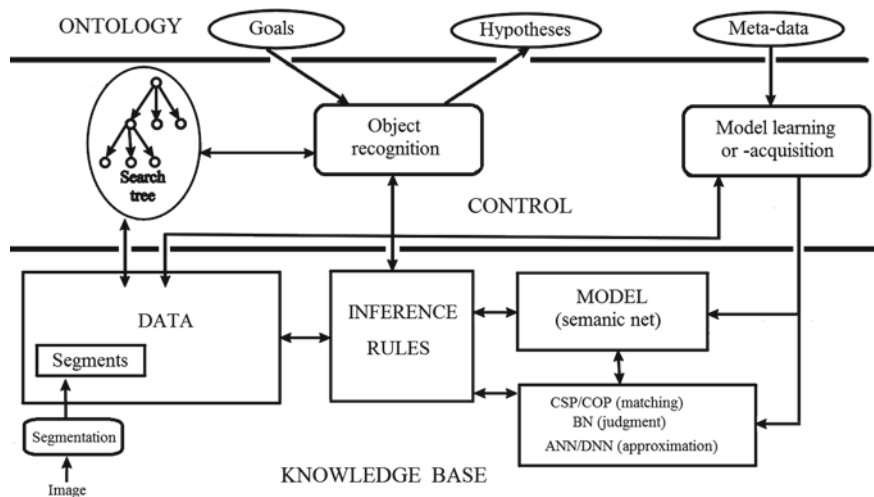 ONTOLOGY
Goals
Hypotheses
Meta-data
Object
recognition
Model learning
or -acquisition
Search
tree
CONTROL
DATA
Segments
Segmentation
Image
INFERENCE
RULES
MODEL
(semanic net)
CSP/COP (matching)
BN (judgment)
ANN/DNN (approximation)
KNOWLEDGE BASE